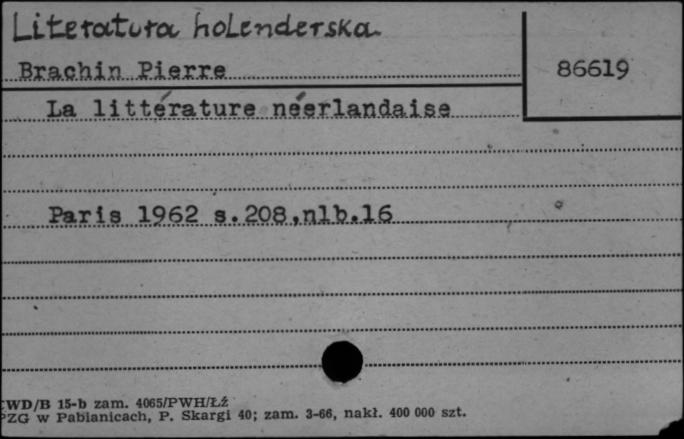 Literatura holenderska
Brachin Pierre
86619
La littérature néerlandaise
Paris 1962 s.208,nlb.16
WD/B 15-b zam. 4065/PWH/Łź
PZG w Pabianicach, P. Skargi 40; zam. 3-66, nakł. 400 000 szt.